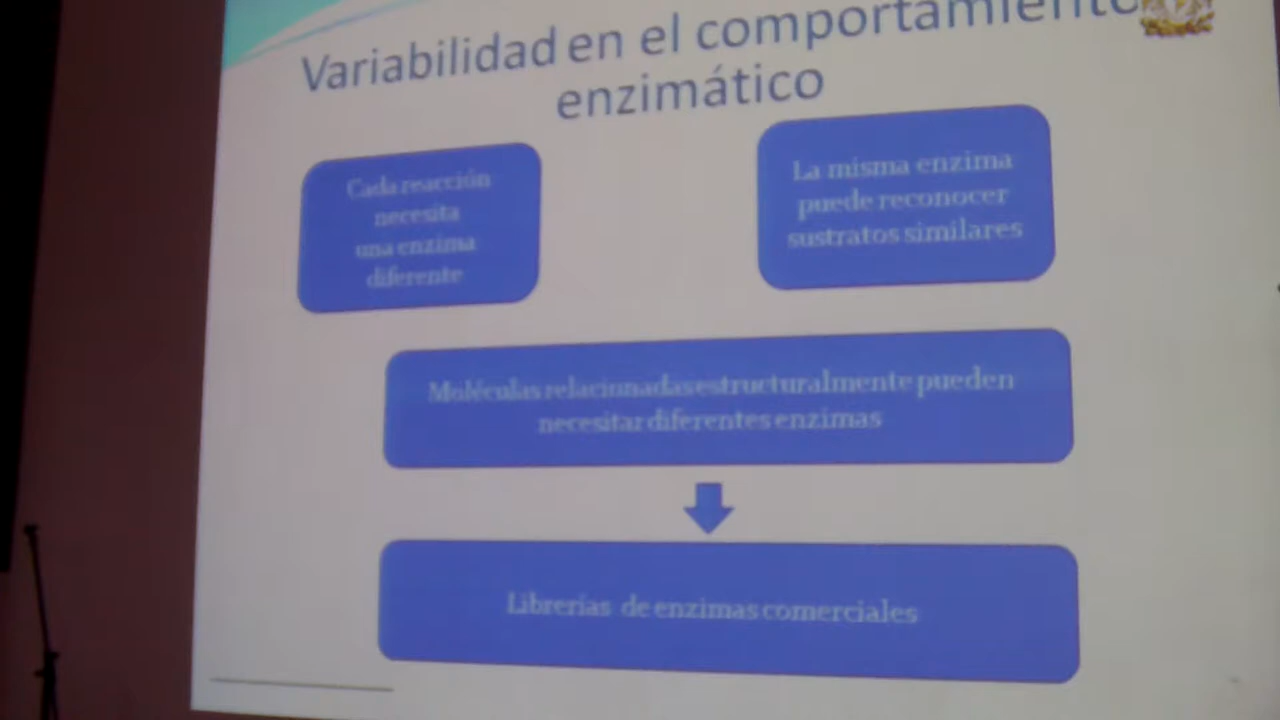 Variabilidad en el comportamiento
enzimático
Cada reacción
necesita
una enzima
diferente
La misma enzima
puede reconocer
sustratos similares
Moléculas relacionadas estructuralmente pueden
necesitar diferentes enzimas
Librerías de enzimas comerciales